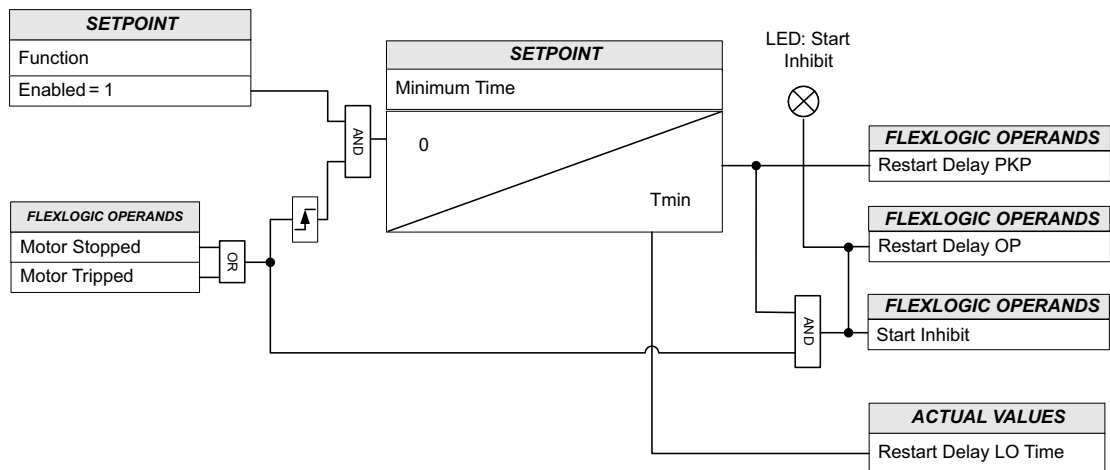 SETPOINT
Function
Enabled = 1
FLEXLOGIC OPERANDS
Motor Stopped
Motor Tripped
OR
AND
SETPOINT
Minimum Time
0
Tmin
LED: Start
Inhibit
AND
FLEXLOGIC OPERANDS
Restart Delay PKP
FLEXLOGIC OPERANDS
Restart Delay OP
FLEXLOGIC OPERANDS
Start Inhibit
ACTUAL VALUES
Restart Delay LO Time